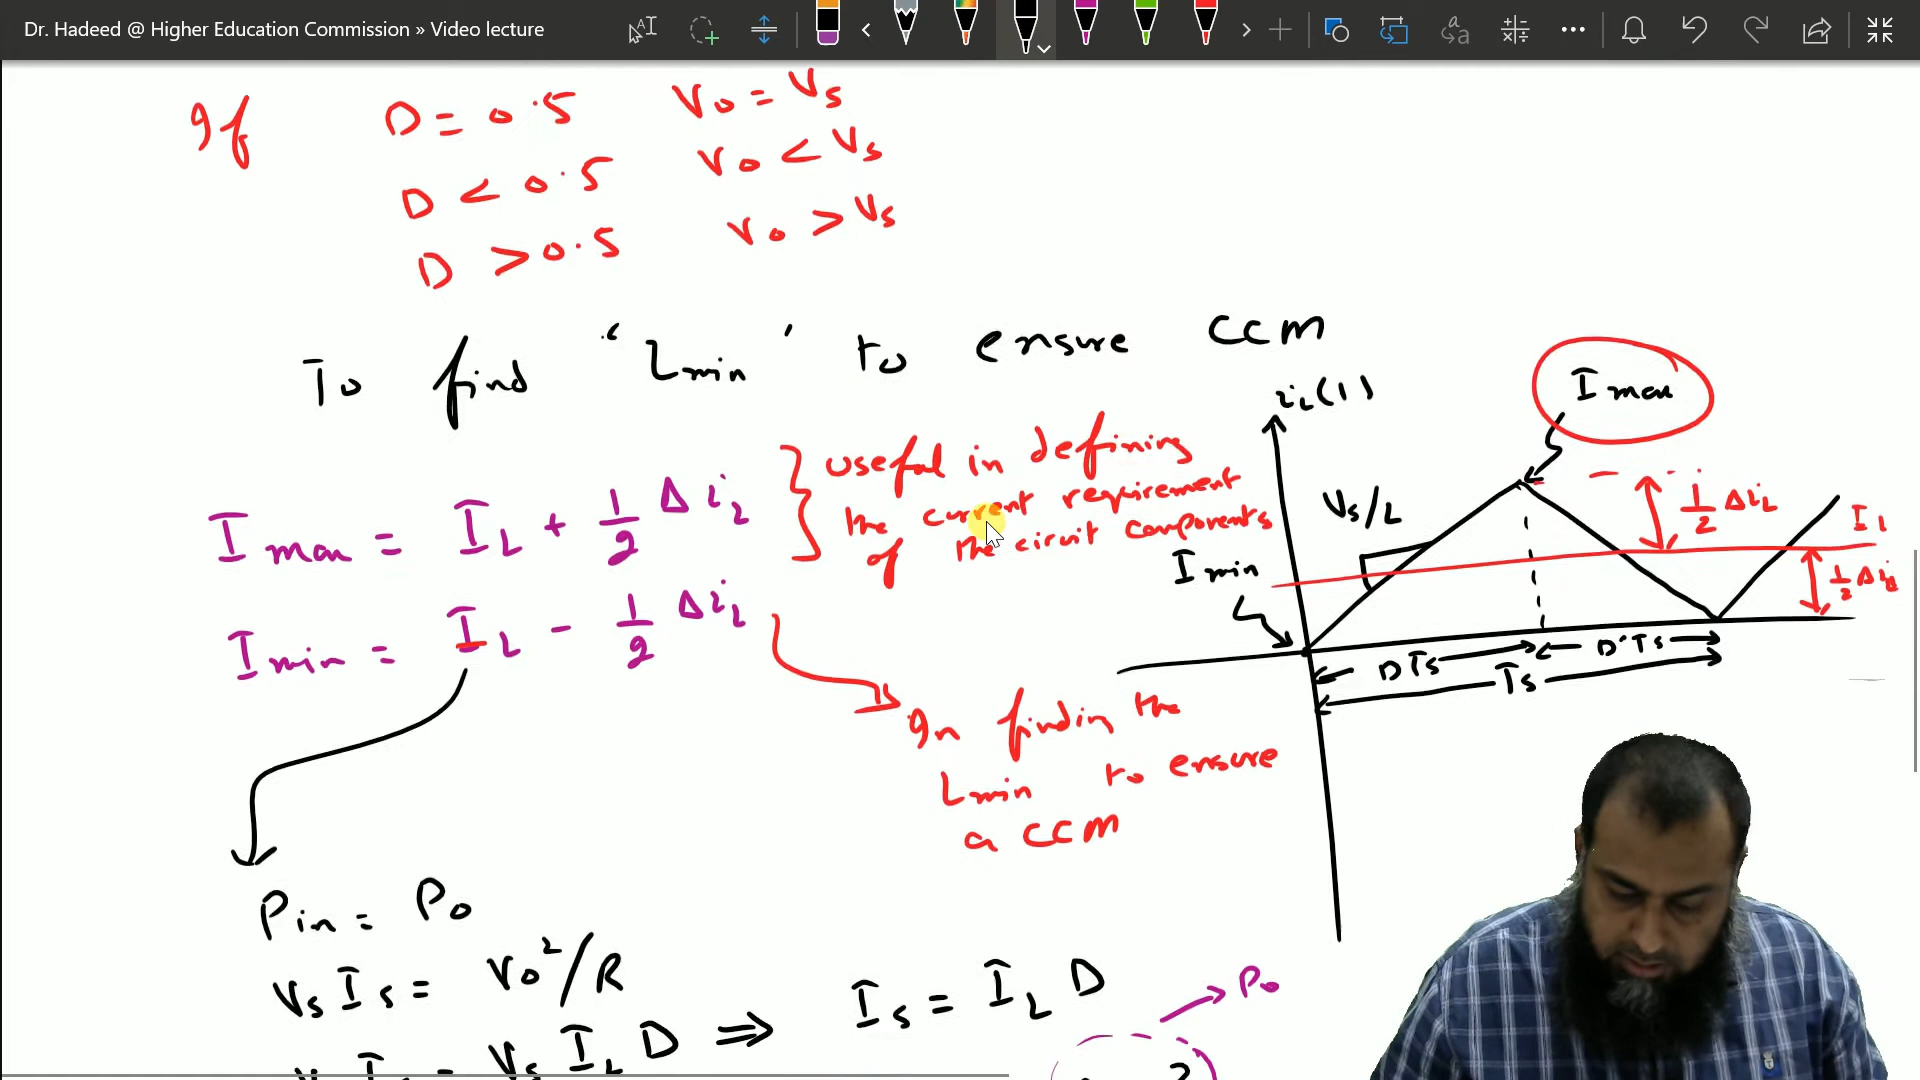 Dr. Hadeed @ Higher Education Commission » Video lecture
If D = 0.5 Vo = Vs
D < 0.5 Vo < Vs
D > 0.5 Vo > Vs
To find "Lmin" to ensure CCM
Imax = IL + 1/2 ΔiL
Imin = IL - 1/2 ΔiL
useful in defining
the current requirement
of the circuit components
In findin the
Lmin to ensure
a CCM
Pin = Po
VsIs = Vo²/R
= Vs IL D ⇒ Is = IL D
Po
iL(t)
Imax
Vs/L
Imin
1/2 ΔiL
IL
1/2 ΔiL
DTs
D'Ts
Ts